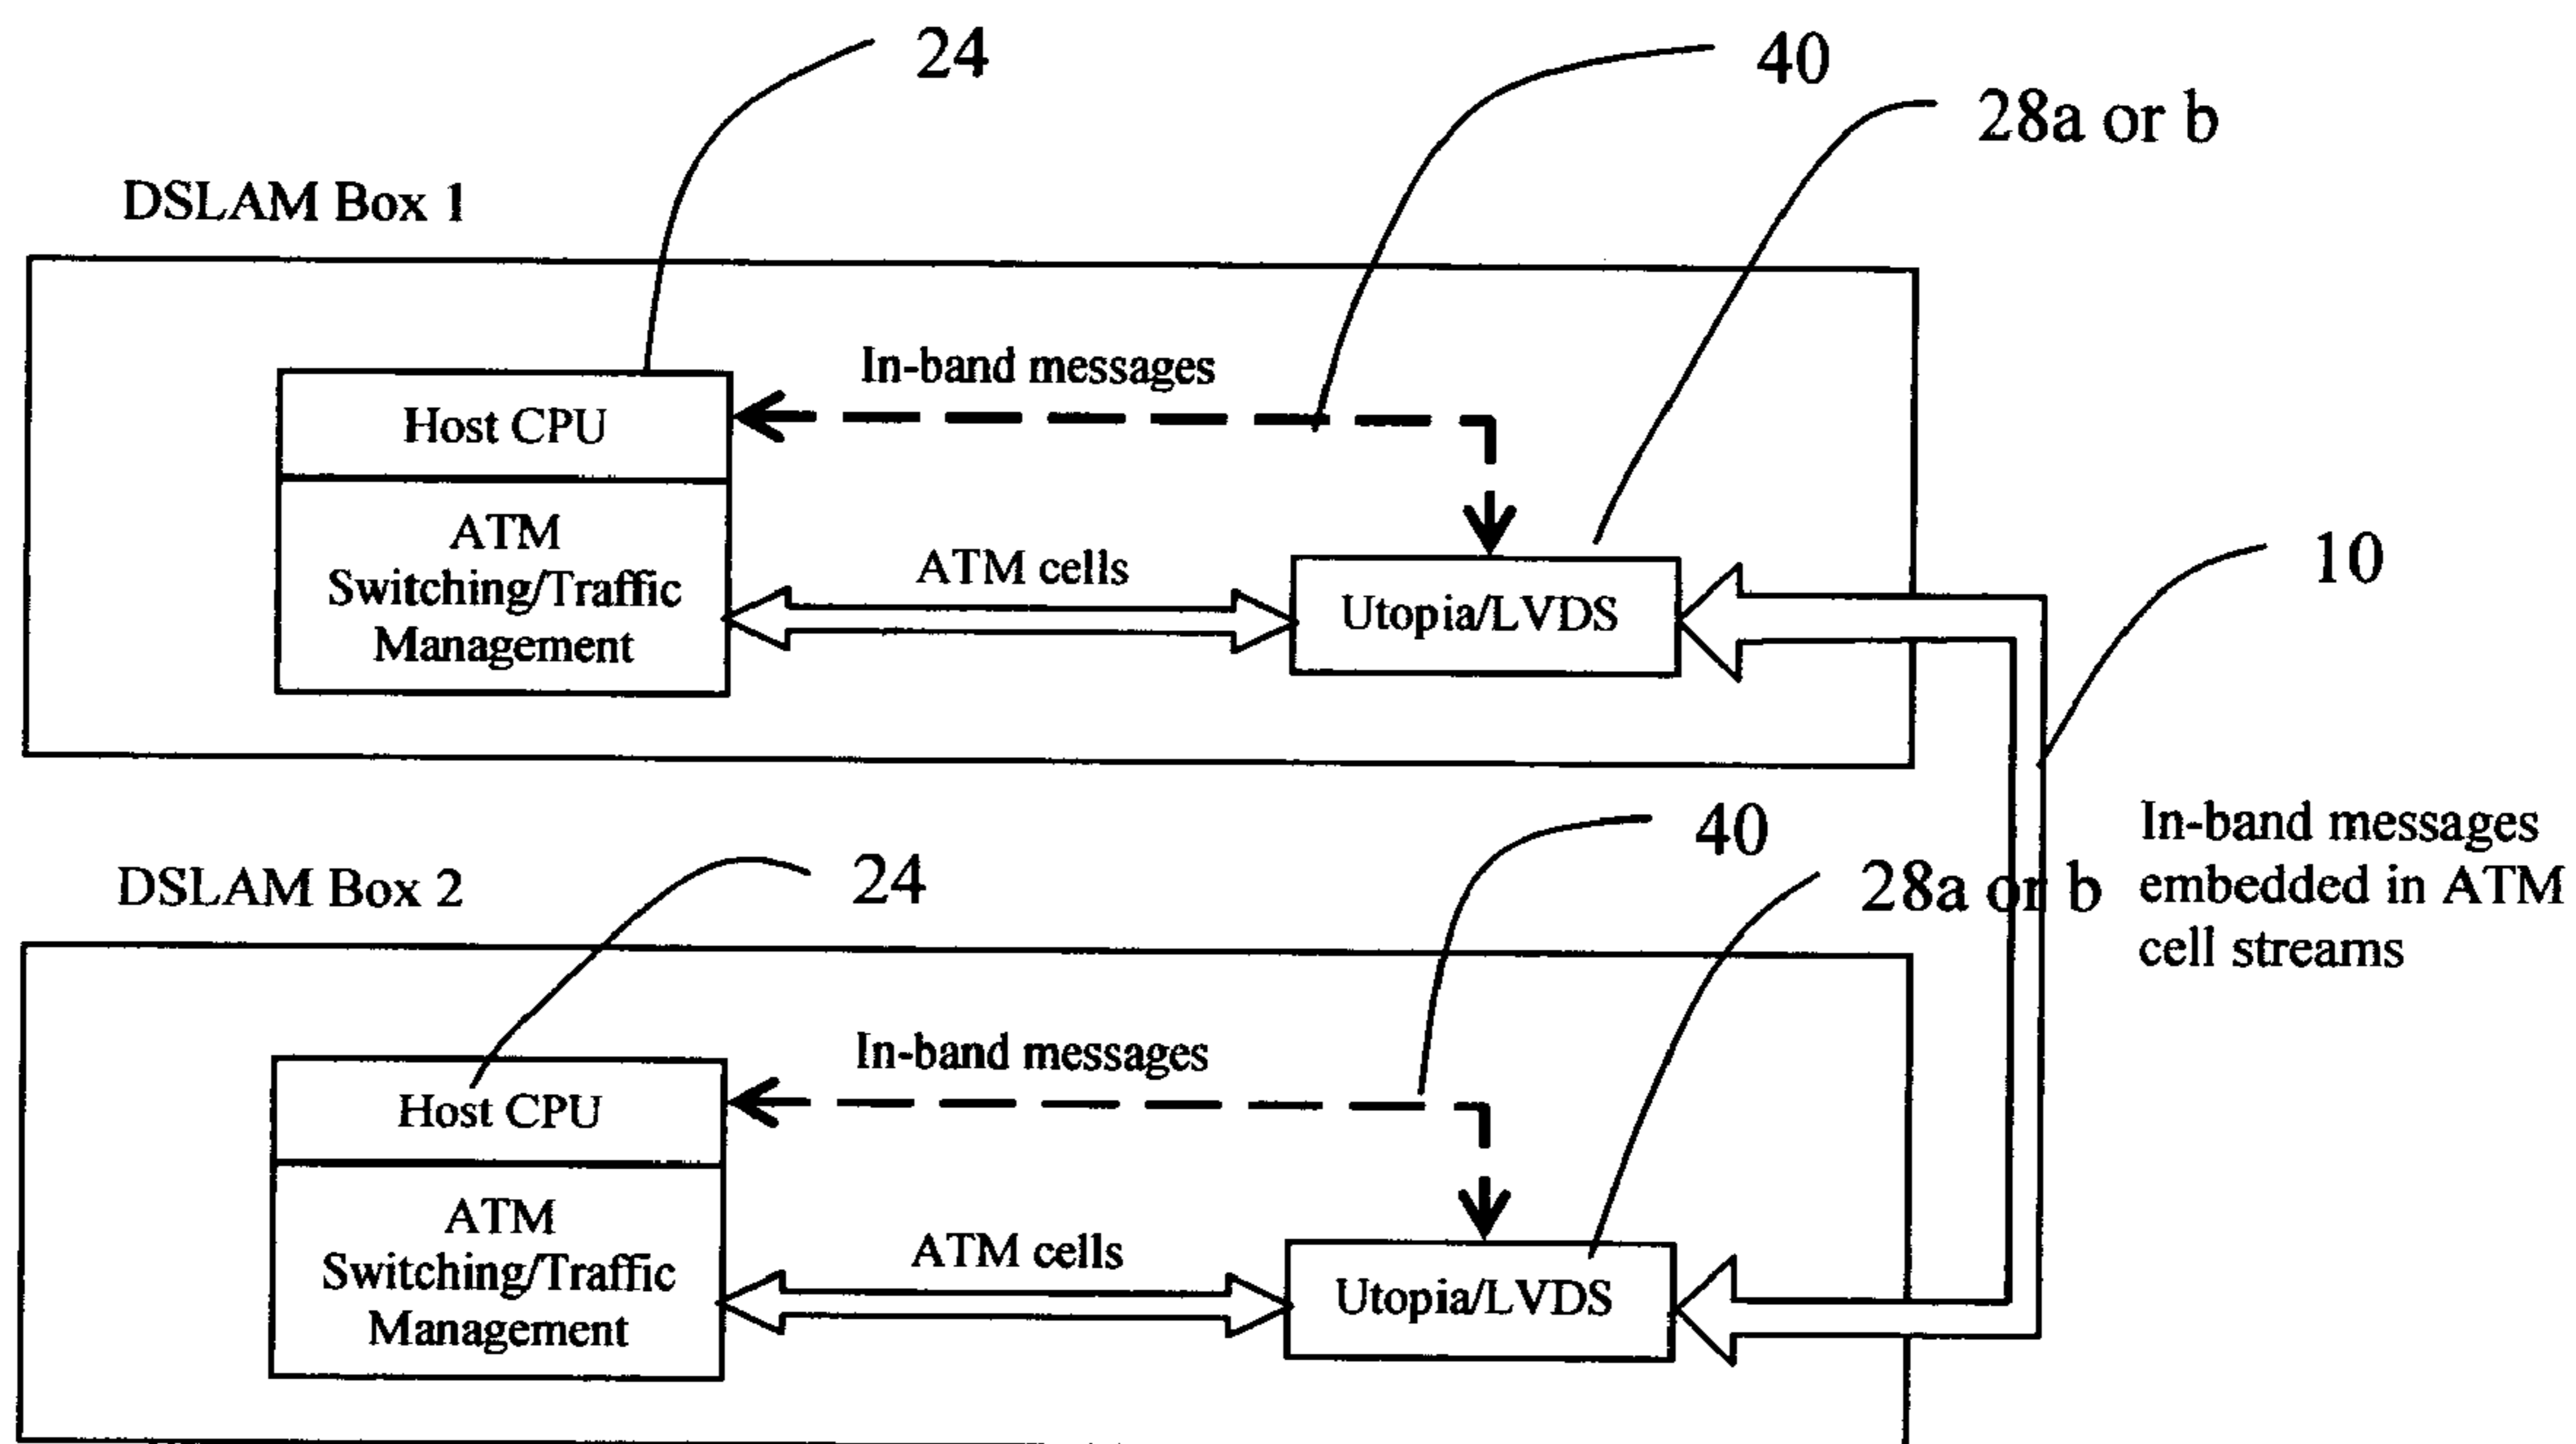 24
40
28a or b
DSLAM Box 1
In-band messages
Host CPU
ATM
Switching/Traffic
Management
ATM cells
Utopia/LVDS
10
In-band messages
embedded in ATM
cell streams
40
28a or b
24
DSLAM Box 2
In-band messages
Host CPU
ATM
Switching/Traffic
Management
ATM cells
Utopia/LVDS